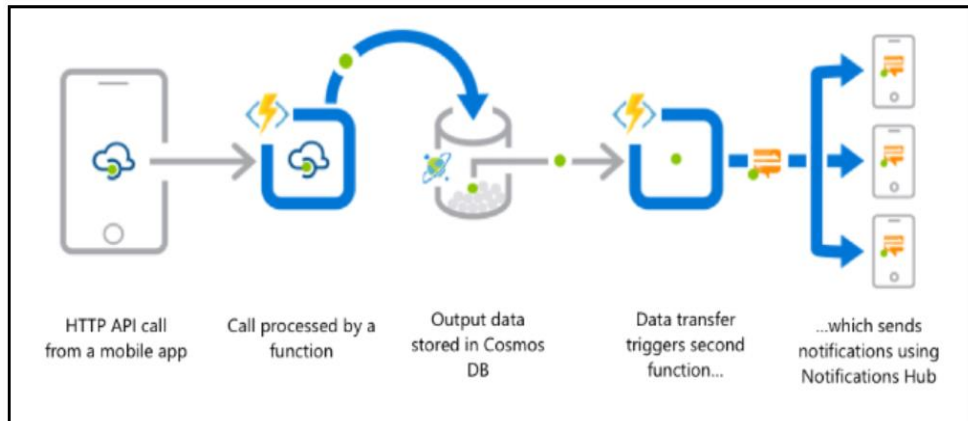 HTTP API call
from a mobile app
Call processed by a
function
Output data
stored in Cosmos
DB
Data transfer
triggers second
function...
...which sends
notifications using
Notifications Hub